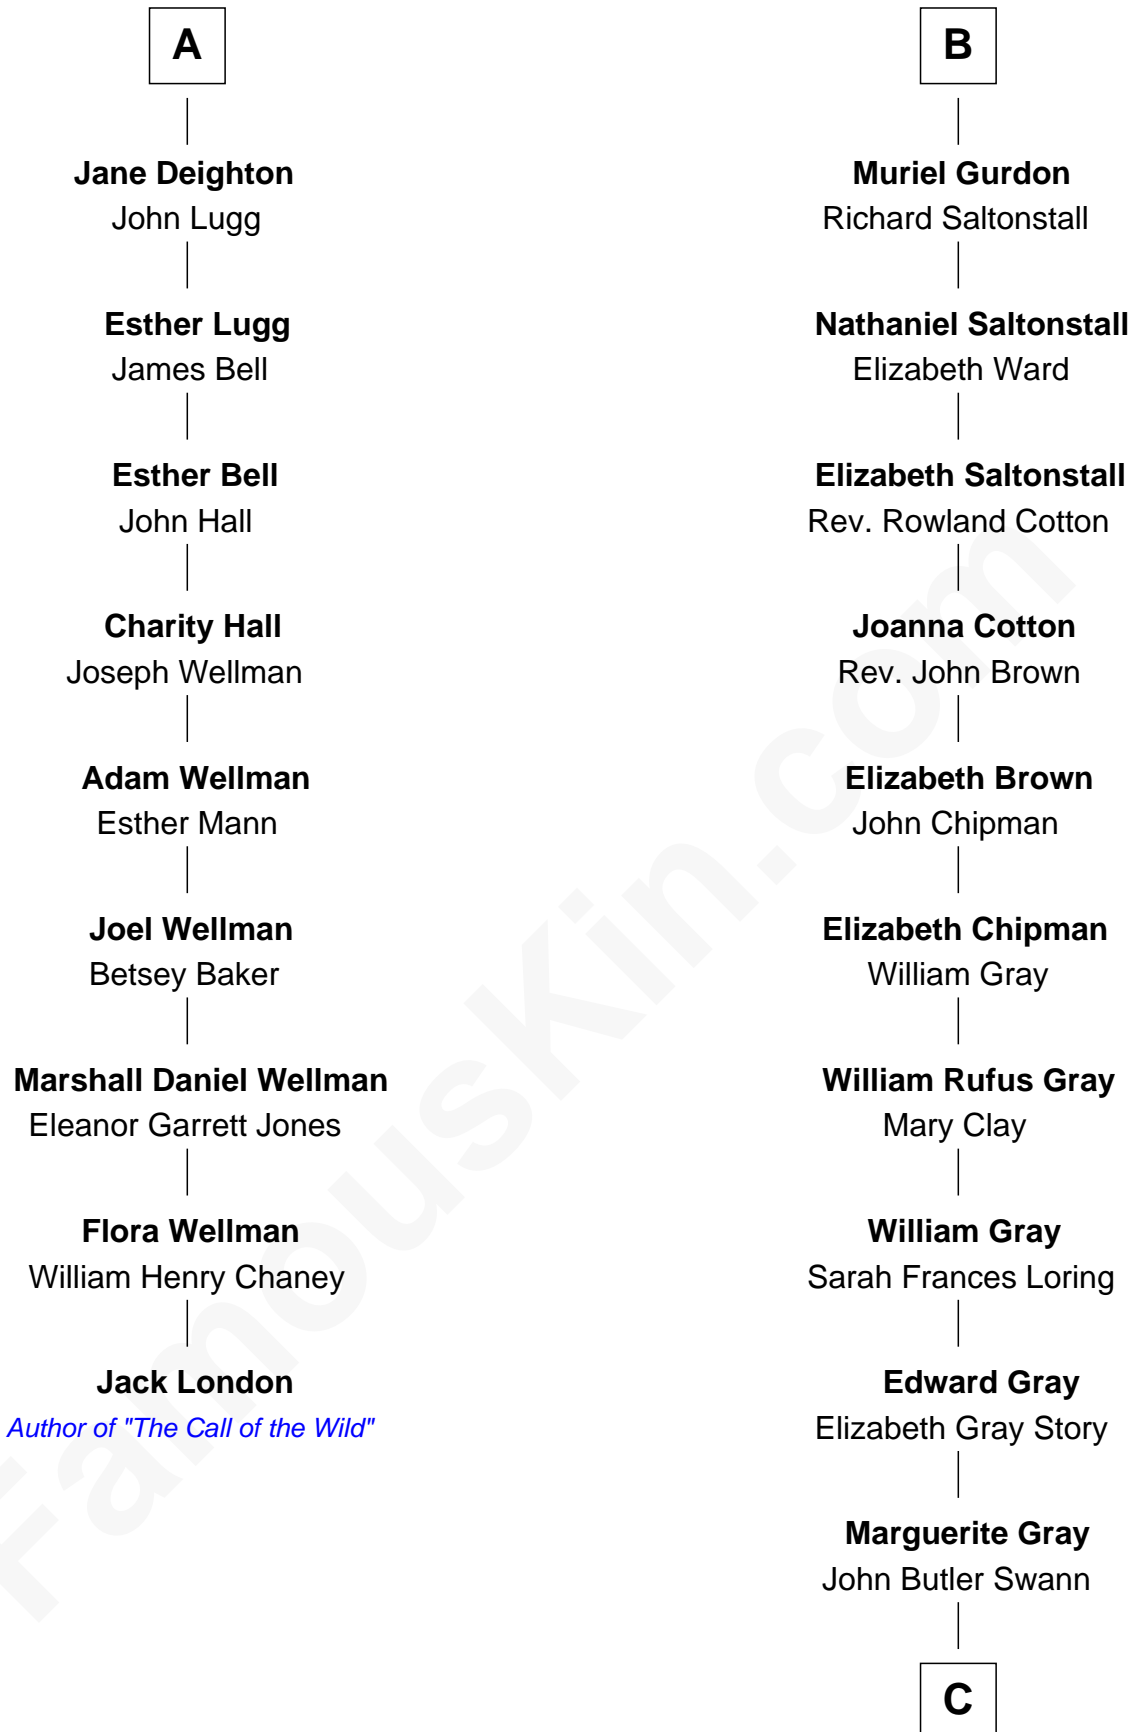 A
Jane Deighton
John Lugg
Esther Lugg
James Bell
Esther Bell
John Hall
Charity Hall
Joseph Wellman
Adam Wellman
Esther Mann
Joel Wellman
Betsey Baker
Marshall Daniel Wellman
Eleanor Garrett Jones
Flora Wellman
William Henry Chaney
Jack London
Author of "The Call of the Wild"
B
Muriel Gurdon
Richard Saltonstall
Nathaniel Saltonstall
Elizabeth Ward
Elizabeth Saltonstall
Rev. Rowland Cotton
Joanna Cotton
Rev. John Brown
Elizabeth Brown
John Chipman
Elizabeth Chipman
William Gray
William Rufus Gray
Mary Clay
William Gray
Sarah Frances Loring
Edward Gray
Elizabeth Gray Story
Marguerite Gray
John Butler Swann
C
FamousKin.com